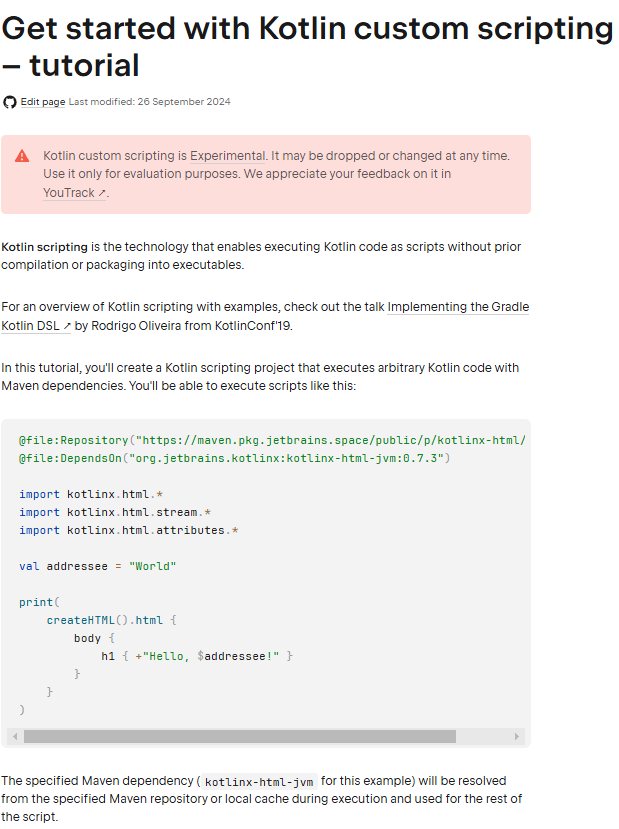 Get started with Kotlin custom scripting
– tutorial
Edit page Last modified: 26 September 2024
Kotlin custom scripting is Experimental. It may be dropped or changed at any time.
Use it only for evaluation purposes. We appreciate your feedback on it in
YouTrack ↗.
Kotlin scripting is the technology that enables executing Kotlin code as scripts without prior
compilation or packaging into executables.
For an overview of Kotlin scripting with examples, check out the talk Implementing the Gradle
Kotlin DSL ↗ by Rodrigo Oliveira from KotlinConf'19.
In this tutorial, you'll create a Kotlin scripting project that executes arbitrary Kotlin code with
Maven dependencies. You'll be able to execute scripts like this:
@file:Repository("https://maven.pkg.jetbrains.space/public/p/kotlinx-html/
@file:DependsOn("org.jetbrains.kotlinx:kotlinx-html-jvm:0.7.3")
import kotlinx.html.*
import kotlinx.html.stream.*
import kotlinx.html.attributes.*
val addressee = "World"
print(
    createHTML().html {
        body {
            h1 { +"Hello, $addressee!" }
        }
    }
)
The specified Maven dependency ( kotlinx-html-jvm for this example) will be resolved
from the specified Maven repository or local cache during execution and used for the rest of
the script.